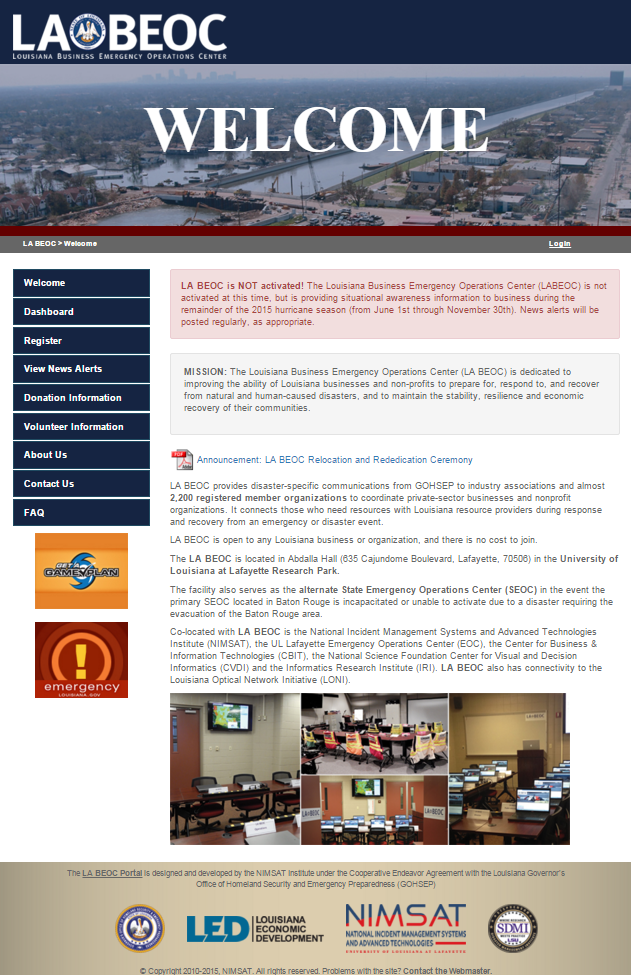 LA BEOC
LOUISIANA BUSINESS EMERGENCY OPERATIONS CENTER
WELCOME
LA BEOC > Welcome
Login
Welcome
Dashboard
Register
View News Alerts
Donation Information
Volunteer Information
About Us
Contact Us
FAQ
GET A
GAMEPLAN
emergency
LOUISIANA.GOV
LA BEOC is NOT activated! The Louisiana Business Emergency Operations Center (LABEOC) is not
activated at this time, but is providing situational awareness information to business during the
remainder of the 2015 hurricane season (from June 1st through November 30th). News alerts will be
posted regularly, as appropriate.
MISSION: The Louisiana Business Emergency Operations Center (LA BEOC) is dedicated to
improving the ability of Louisiana businesses and non-profits to prepare for, respond to, and recover
from natural and human-caused disasters, and to maintain the stability, resilience and economic
recovery of their communities.
Announcement: LA BEOC Relocation and Rededication Ceremony
LA BEOC provides disaster-specific communications from GOHSEP to industry associations and almost
2,200 registered member organizations to coordinate private-sector businesses and nonprofit
organizations. It connects those who need resources with Louisiana resource providers during response
and recovery from an emergency or disaster event.
LA BEOC is open to any Louisiana business or organization, and there is no cost to join.
The LA BEOC is located in Abdalla Hall (635 Cajundome Boulevard, Lafayette, 70506) in the University of
Louisiana at Lafayette Research Park.
The facility also serves as the alternate State Emergency Operations Center (SEOC) in the event the
primary SEOC located in Baton Rouge is incapacitated or unable to activate due to a disaster requiring the
evacuation of the Baton Rouge area.
Co-located with LA BEOC is the National Incident Management Systems and Advanced Technologies
Institute (NIMSAT), the UL Lafayette Emergency Operations Center (EOC), the Center for Business &
Information Technologies (CBIT), the National Science Foundation Center for Visual and Decision
Informatics (CVDI) and the Informatics Research Institute (IRI). LA BEOC also has connectivity to the
Louisiana Optical Network Initiative (LONI).
LABEOC
LABEOC
LABEOC
The LA BEOC Portal is designed and developed by the NIMSAT Institute under the Cooperative Endeavor Agreement with the Louisiana Governor's
Office of Homeland Security and Emergency Preparedness (GOHSEP)
LED
LOUISIANA
ECONOMIC
DEVELOPMENT
NIMSAT
NATIONAL INCIDENT MANAGEMENT SYSTEMS
AND ADVANCED TECHNOLOGIES
UNIVERSITY OF LOUISIANA AT LAFAYETTE
SDMI
LSU
© Copyright 2010-2015, NIMSAT. All rights reserved. Problems with the site? Contact the Webmaster.